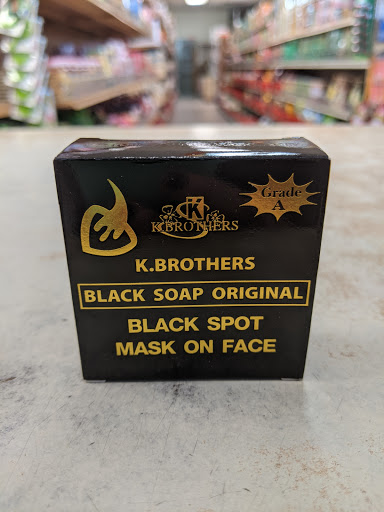 Grade
A
K
K.BROTHERS
K.BROTHERS
BLACK SOAP ORIGINAL
BLACK SPOT
MASK ON FACE